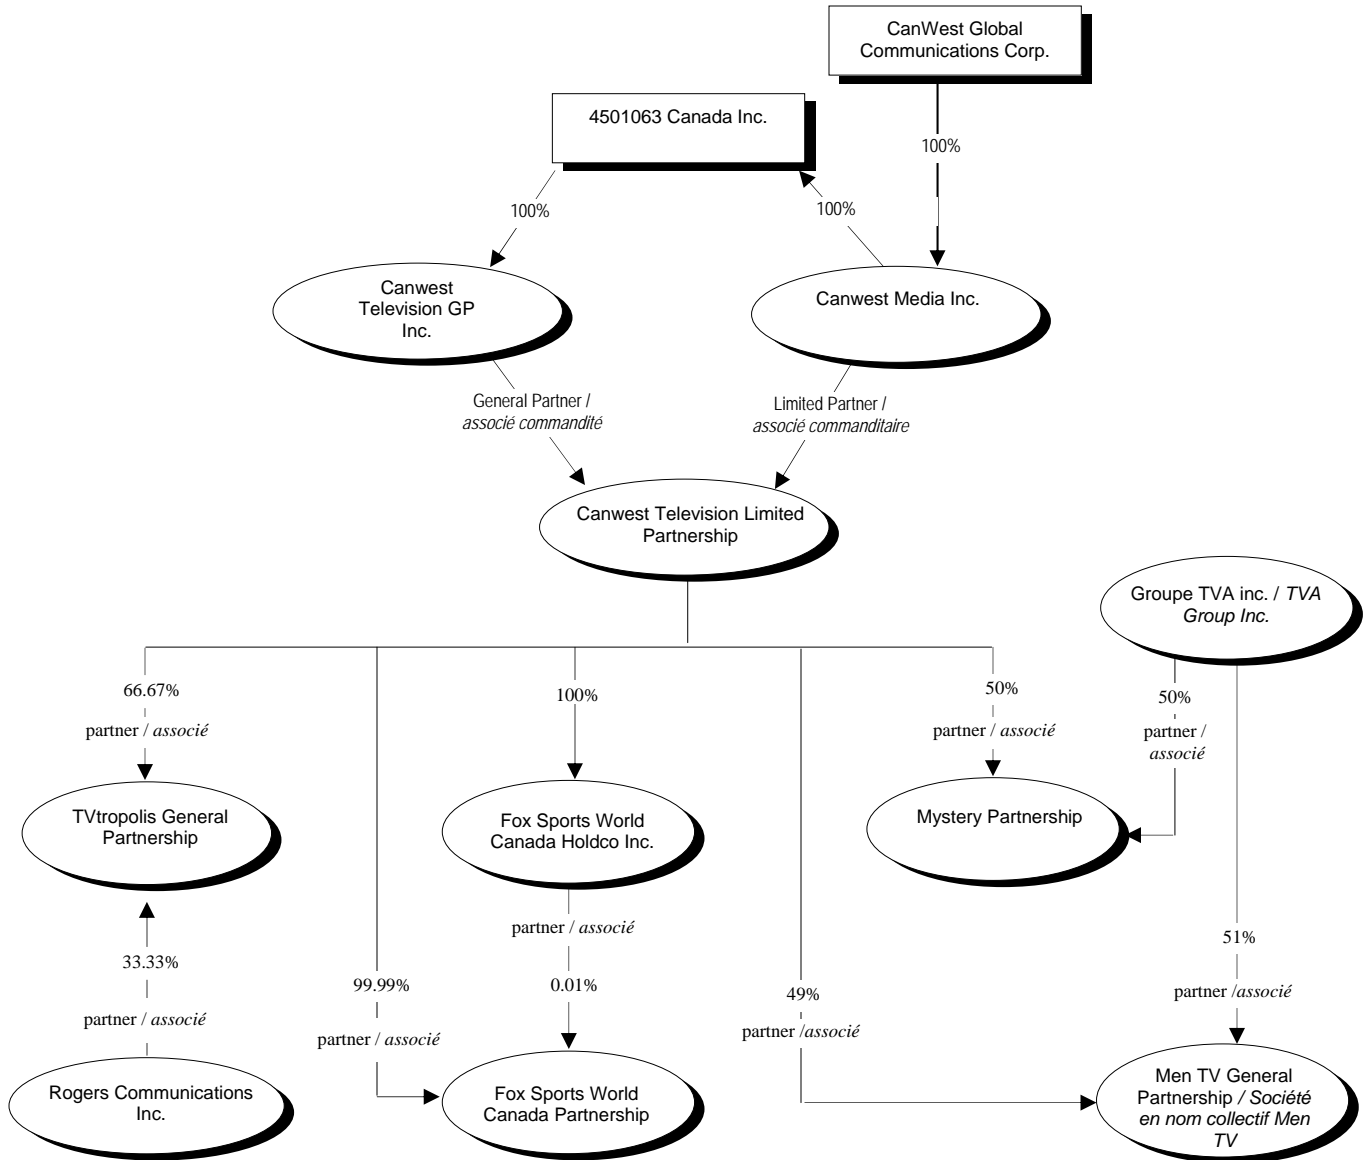 CanWest Global
Communications Corp.
4501063 Canada Inc.
100%
100%
100%
Canwest
Television GP
Inc.
Canwest Media Inc.
General Partner /
associé commandité
Limited Partner /
associé commanditaire
Canwest Television Limited
Partnership
Groupe TVA inc. / TVA
Group Inc.
66.67%
partner / associé
100%
50%
partner / associé
50%
partner /
associé
TVtropolis General
Partnership
Fox Sports World
Canada Holdco Inc.
Mystery Partnership
33.33%
partner / associé
99.99%
partner / associé
partner / associé
0.01%
49%
partner /associé
51%
partner /associé
Rogers Communications
Inc.
Fox Sports World
Canada Partnership
Men TV General
Partnership / Société
en nom collectif Men
TV